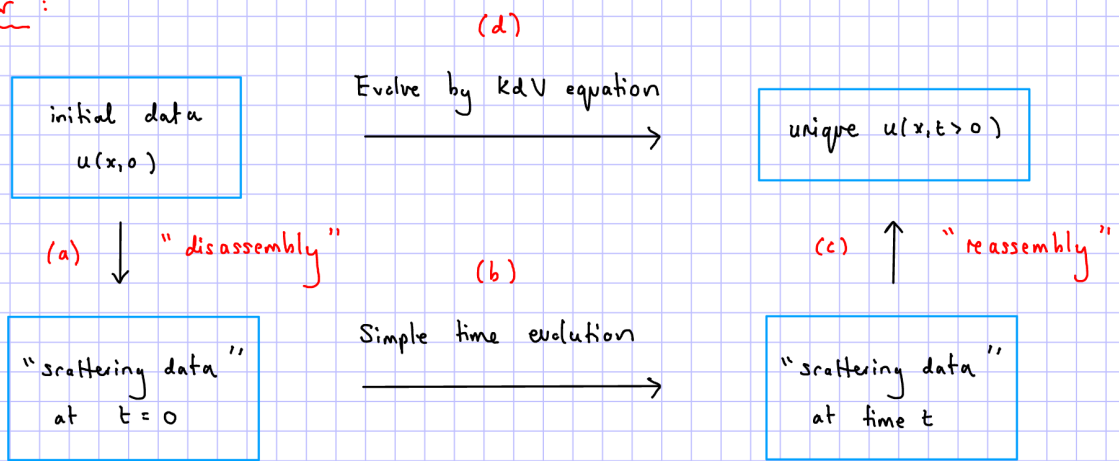 (d)
Evolve by KdV equation
initial data
u(x,0)
unique u(x,t>0)
(a)
"disassembly"
(b)
(c)
"reassembly"
Simple time evolution
"scattering data"
at t = 0
"scattering data"
at time t